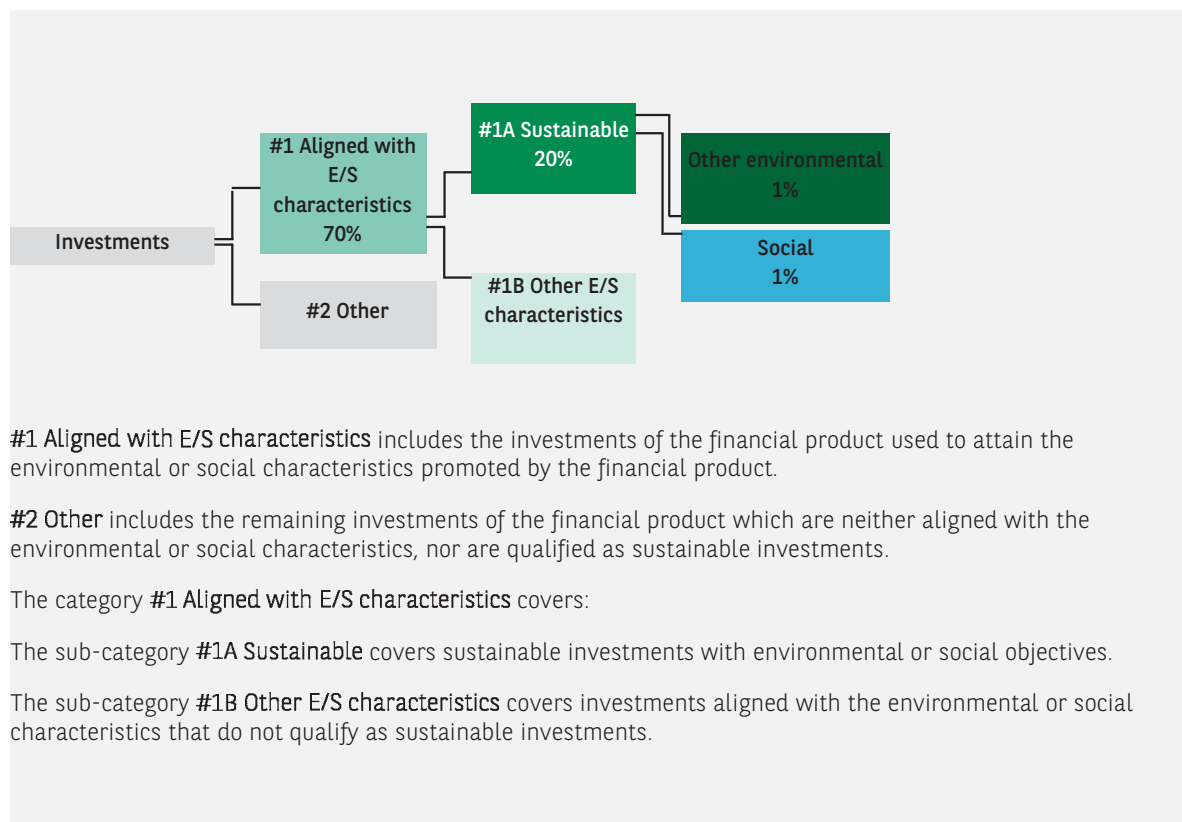 #1A Sustainable
20%
#1 Aligned with
E/S
characteristics
70%
Other environmental
1%
Investments
Social
1%
#2 Other
#1B Other E/S
characteristics
#1 Aligned with E/S characteristics includes the investments of the financial product used to attain the
environmental or social characteristics promoted by the financial product.
#2 Other includes the remaining investments of the financial product which are neither aligned with the
environmental or social characteristics, nor are qualified as sustainable investments.
The category #1 Aligned with E/S characteristics covers:
The sub-category #1A Sustainable covers sustainable investments with environmental or social objectives.
The sub-category #1B Other E/S characteristics covers investments aligned with the environmental or social
characteristics that do not qualify as sustainable investments.